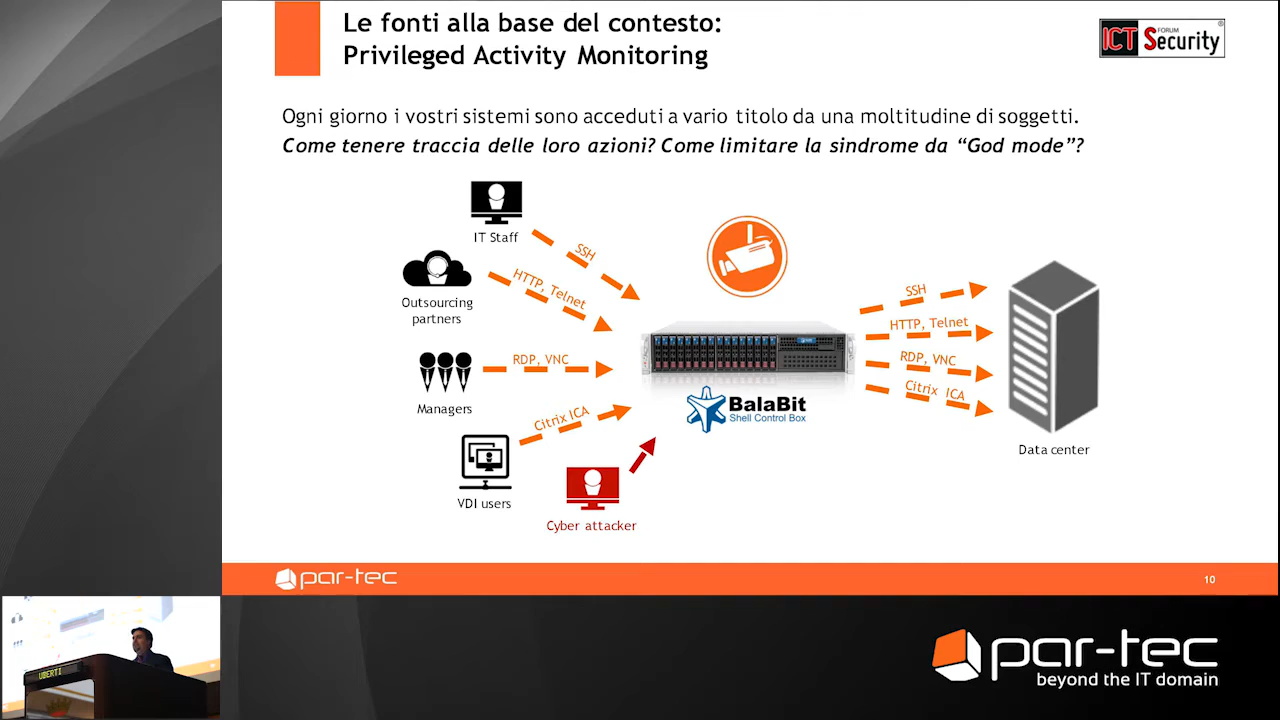 Le fonti alla base del contesto:
Privileged Activity Monitoring
ICT FORUM Security
Ogni giorno i vostri sistemi sono acceduti a vario titolo da una moltitudine di soggetti.
Come tenere traccia delle loro azioni? Come limitare la sindrome da “God mode”?
IT Staff
SSH
Outsourcing
partners
HTTP, Telnet
Managers
RDP, VNC
VDI users
Citrix ICA
Cyber attacker
BalaBit
Shell Control Box
SSH
HTTP, Telnet
RDP, VNC
Citrix ICA
Data center
par-tec
10
UBERTI
par-tec
beyond the IT domain